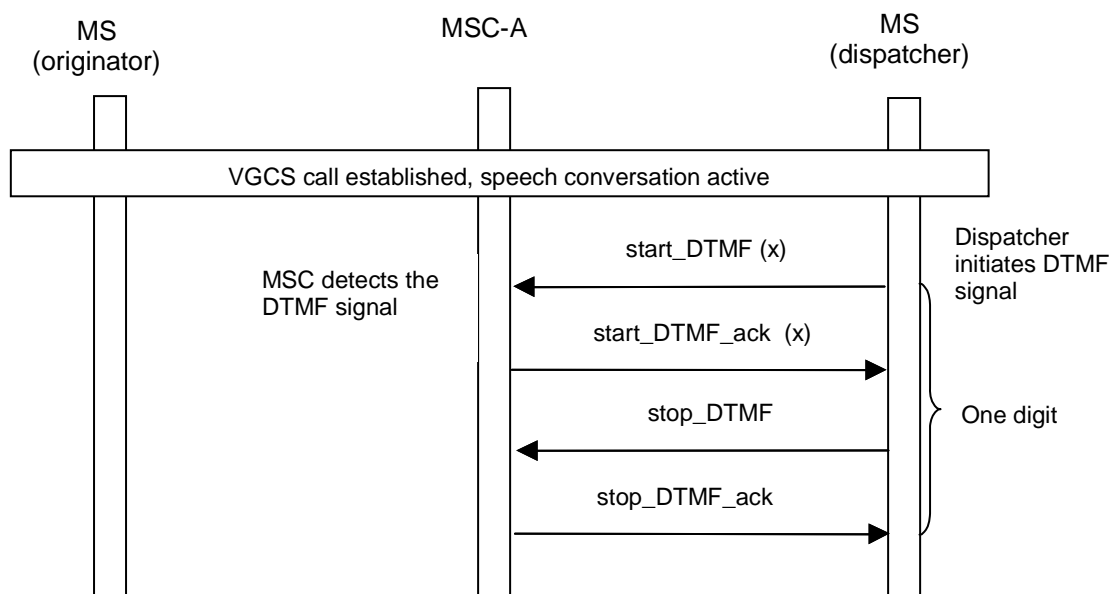 MS
(originator)
MSC-A
MS
(dispatcher)
VGCS call established, speech conversation active
start_DTMF (x)
Dispatcher
initiates DTMF
signal
MSC detects the
DTMF signal
start_DTMF_ack (x)
stop_DTMF
One digit
stop_DTMF_ack